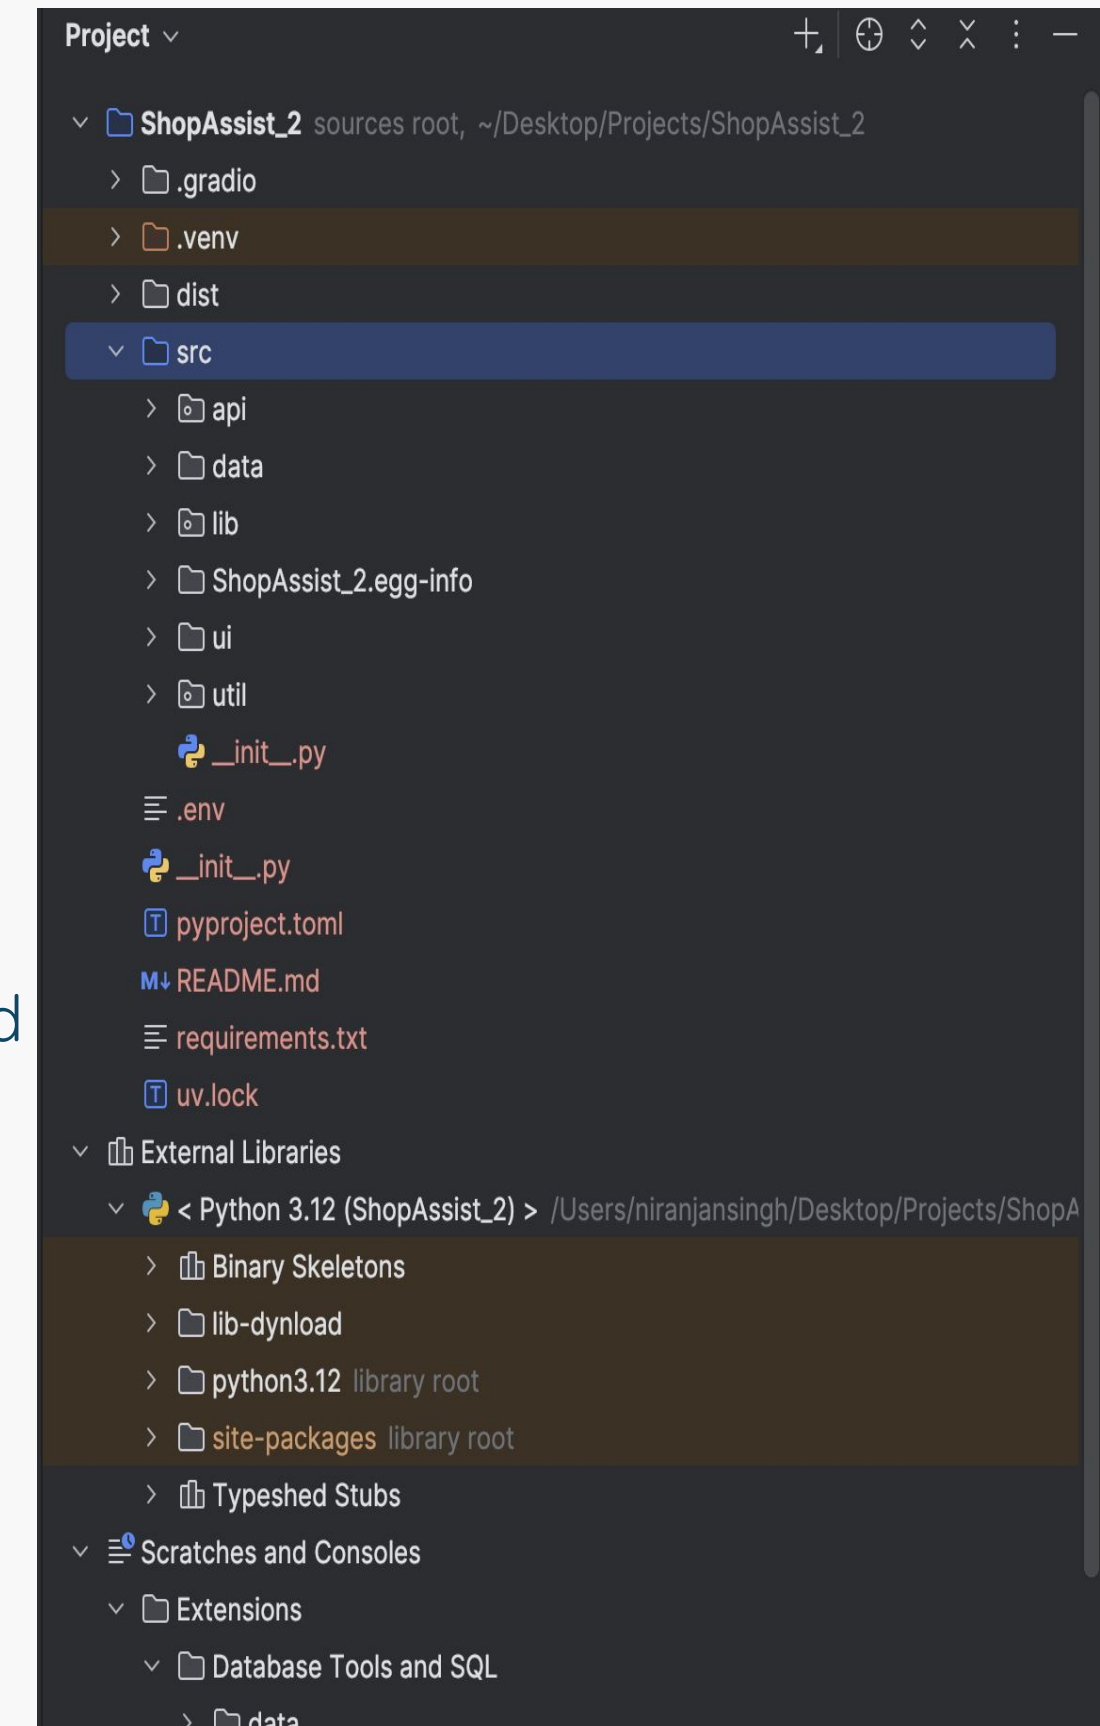 Project
ShopAssist_2 sources root, ~/Desktop/Projects/ShopAssist_2
.gradio
.venv
dist
src
api
data
lib
ShopAssist_2.egg-info
ui
util
__init__.py
.env
__init__.py
pyproject.toml
M↓ README.md
d
requirements.txt
uv.lock
External Libraries
< Python 3.12 (ShopAssist_2) > /Users/niranjansingh/Desktop/Projects/ShopA
Binary Skeletons
lib-dynload
python3.12 library root
site-packages library root
Typeshed Stubs
Scratches and Consoles
Extensions
Database Tools and SQL
data